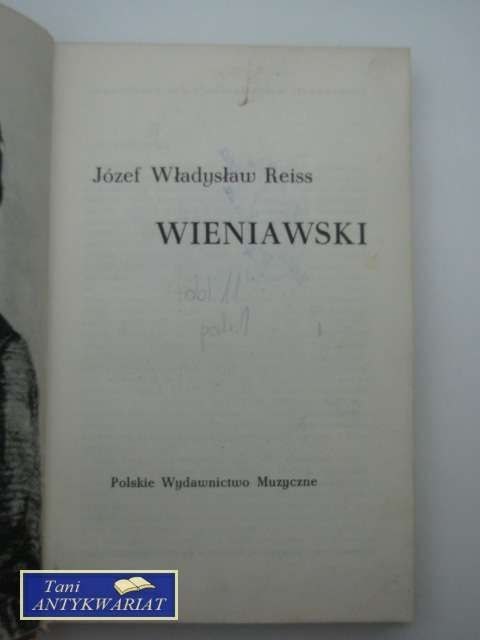 Józef Władysław Reiss
WIENIAWSKI
Polskie Wydawnictwo Muzyczne
Tani
ANTYKWARIAT